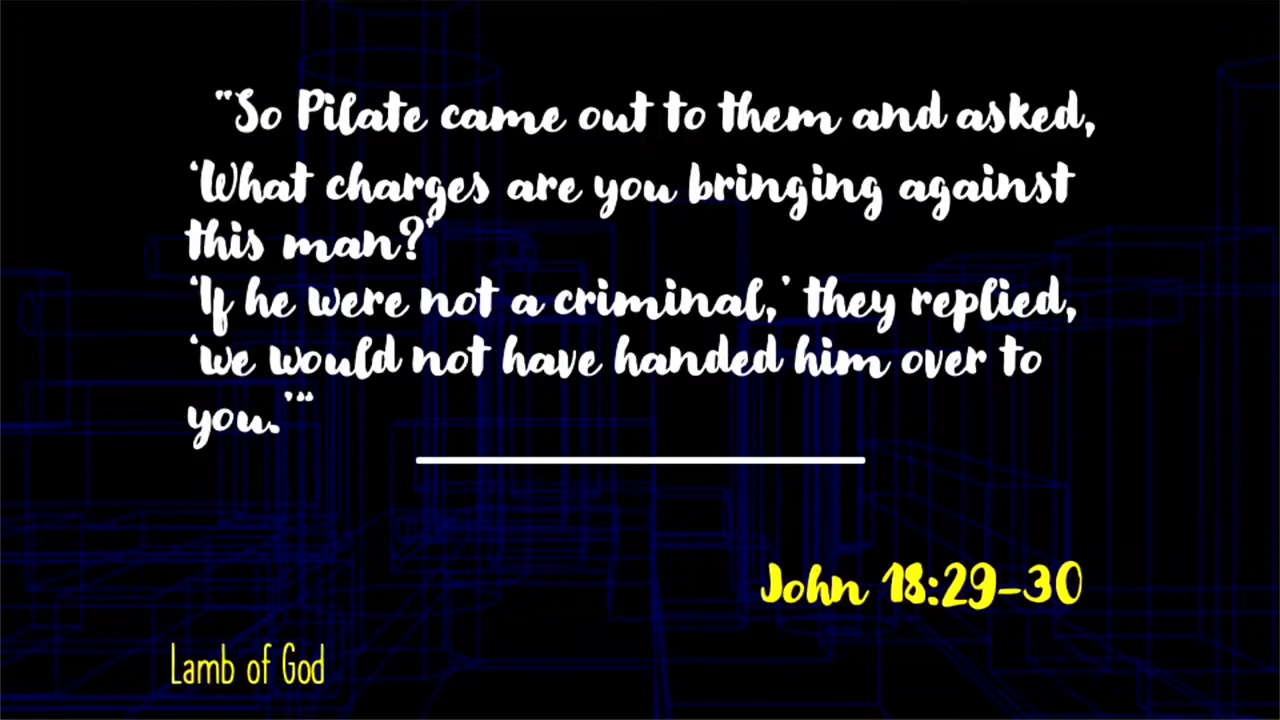 "So Pilate came out to them and asked,
'What charges are you bringing against
this man?'
'If he were not a criminal,' they replied,
'we would not have handed him over to
you.'"
John 18:29-30
Lamb of God